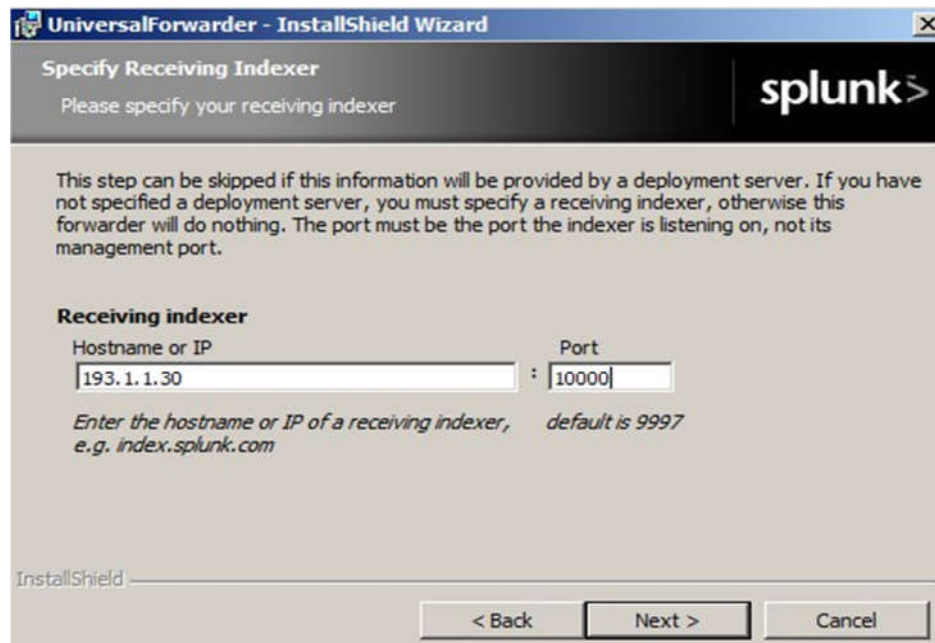 UniversalForwarder - InstallShield Wizard
Specify Receiving Indexer
Please specify your receiving indexer
splunk>
This step can be skipped if this information will be provided by a deployment server. If you have
not specified a deployment server, you must specify a receiving indexer, otherwise this
forwarder will do nothing. The port must be the port the indexer is listening on, not its
management port.
Receiving indexer
Hostname or IP Port
193.1.1.30 : 10000
Enter the hostname or IP of a receiving indexer, default is 9997
e.g. index.splunk.com
InstallShield
< Back Next > Cancel